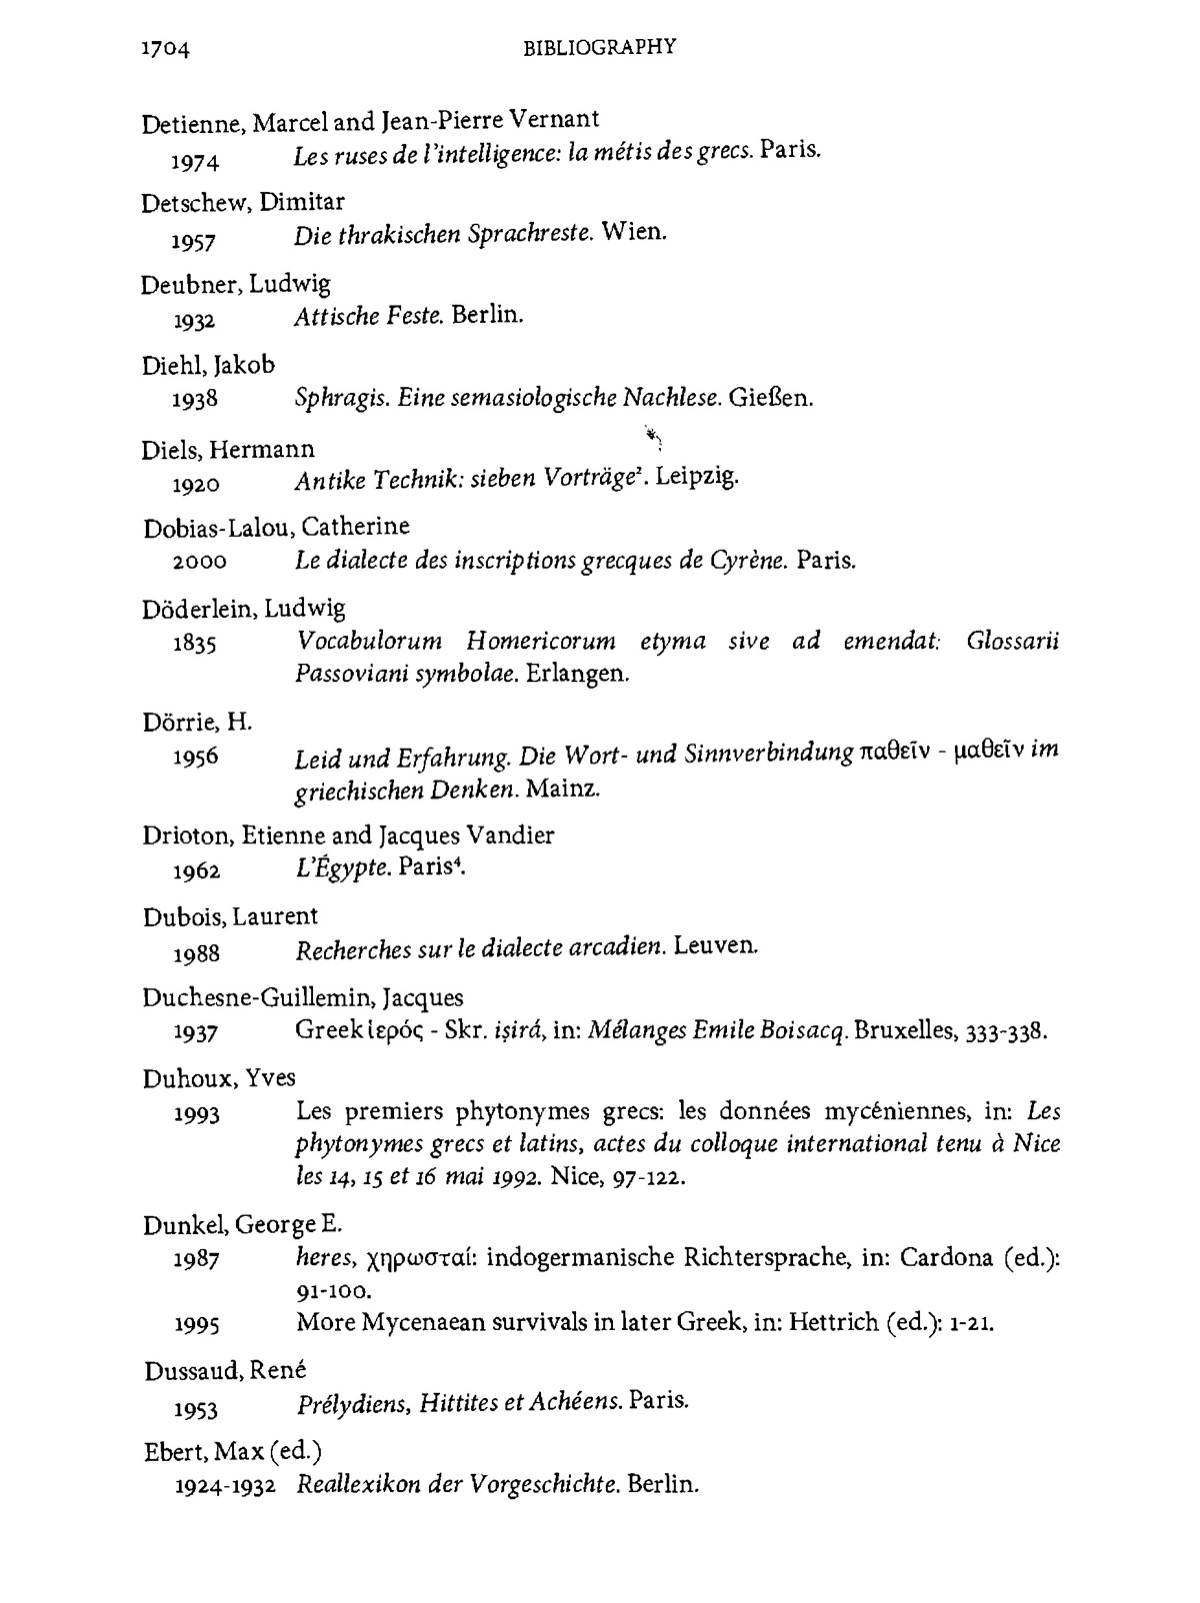 1704 BIBLIOGRAPHY
Detienne, Marcel and Jean-Pierre Vernant
1974 Les ruses de l'intelligence: la métis des grecs. Paris.
Detschew, Dimitar
1957 Die thrakischen Sprachreste. Wien.
Deubner, Ludwig
1932 Attische Feste. Berlin.
Diehl, Jakob
1938 Sphragis. Eine semasiologische Nachlese. Gießen.
Diels, Hermann
1920 Antike Technik: sieben Vorträge². Leipzig.
Dobias-Lalou, Catherine
2000 Le dialecte des inscriptions grecques de Cyrène. Paris.
Döderlein, Ludwig
1835 Vocabulorum Homericorum etyma sive ad emendat: Glossarii
Passoviani symbolae. Erlangen.
Dörrie, H.
1956 Leid und Erfahrung. Die Wort- und Sinnverbindung παθεῖν - μαθεῖν im
griechischen Denken. Mainz.
Drioton, Etienne and Jacques Vandier
1962 L'Égypte. Paris⁴.
Dubois, Laurent
1988 Recherches sur le dialecte arcadien. Leuven.
Duchesne-Guillemin, Jacques
1937 Greek ἱερός - Skr. iṣirá, in: Mélanges Emile Boisacq. Bruxelles, 333-338.
Duhoux, Yves
1993 Les premiers phytonymes grecs: les données mycéniennes, in: Les
phytonymes grecs et latins, actes du colloque international tenu à Nice
les 14, 15 et 16 mai 1992. Nice, 97-122.
Dunkel, George E.
1987 heres, χηρωσταί: indogermanische Richtersprache, in: Cardona (ed.):
91-100.
1995 More Mycenaean survivals in later Greek, in: Hettrich (ed.): 1-21.
Dussaud, René
1953 Prélydiens, Hittites et Achéens. Paris.
Ebert, Max (ed.)
1924-1932 Reallexikon der Vorgeschichte. Berlin.